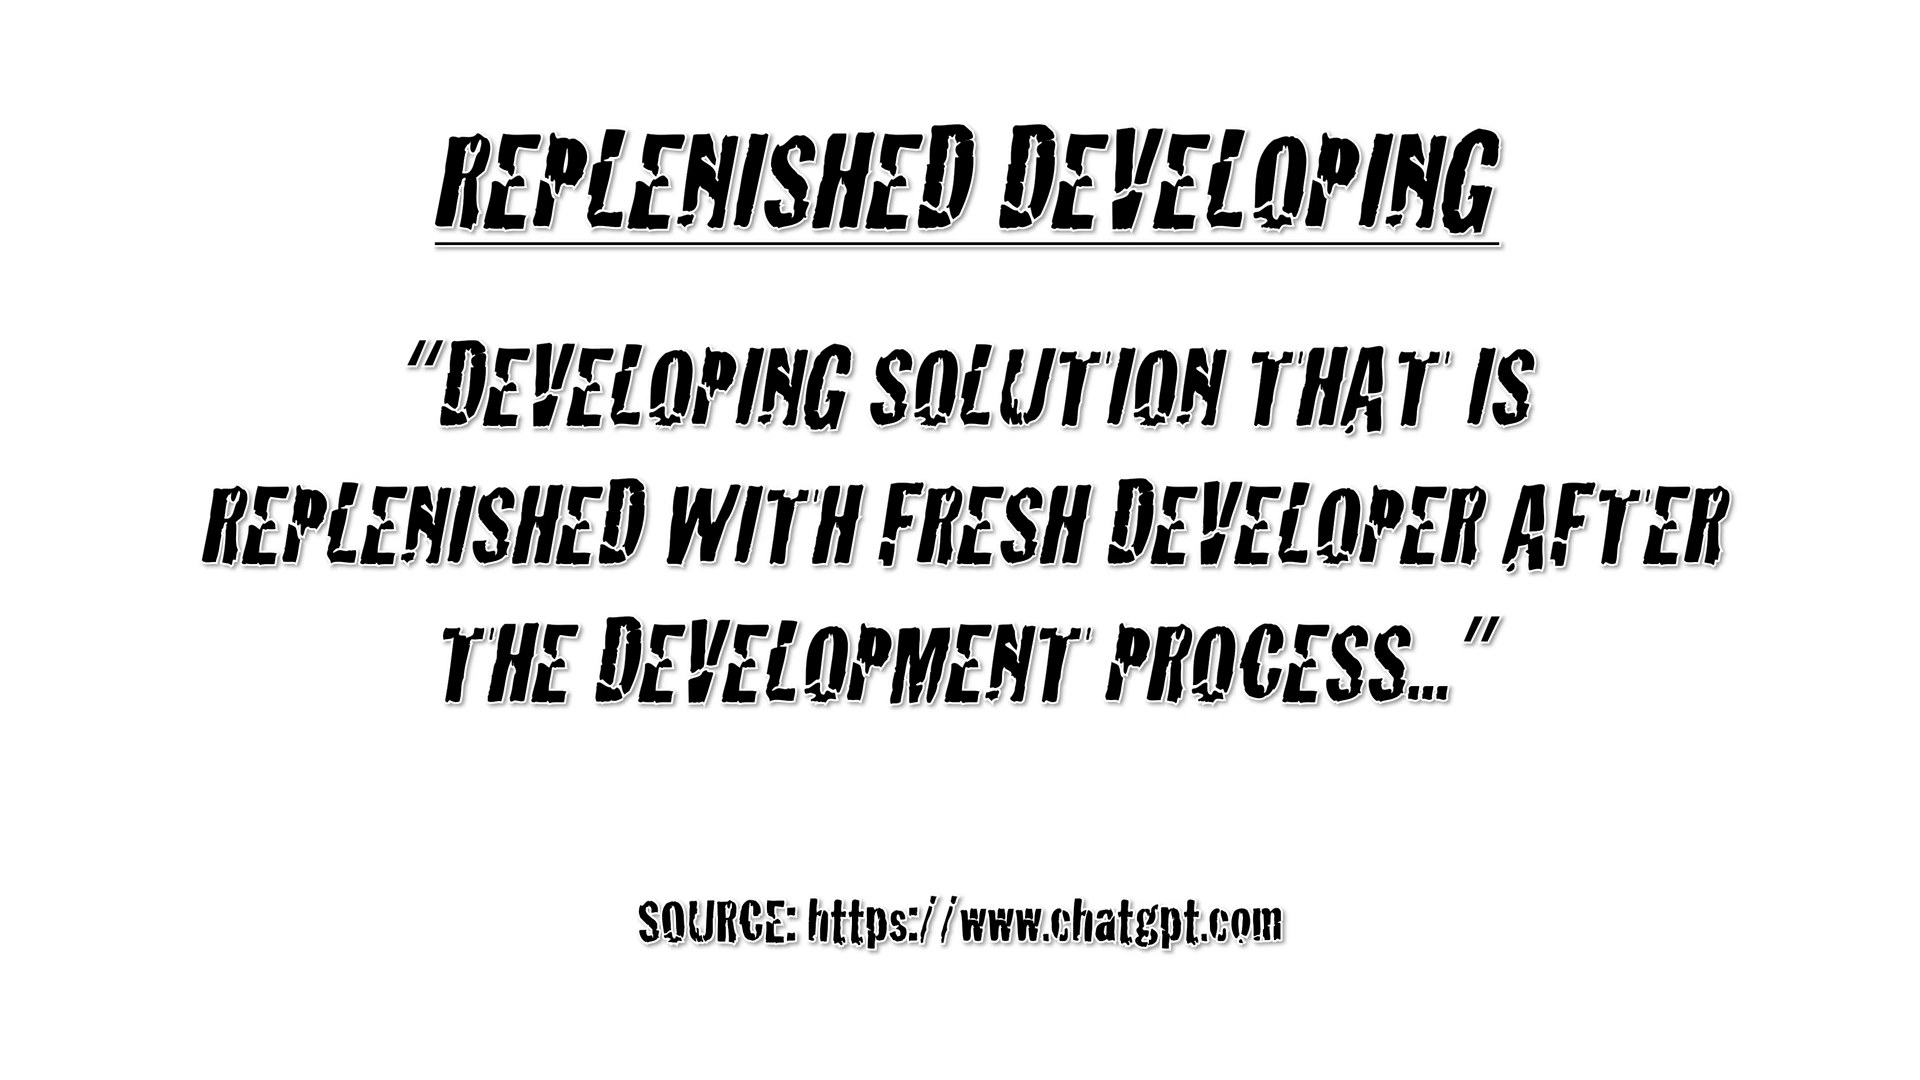 REPLENISHED DEVELOPING
"DEVELOPING SOLUTION THAT IS
REPLENISHED WITH FRESH DEVELOPER AFTER
THE DEVELOPMENT PROCESS..."
SOURCE: https://www.chatgpt.com